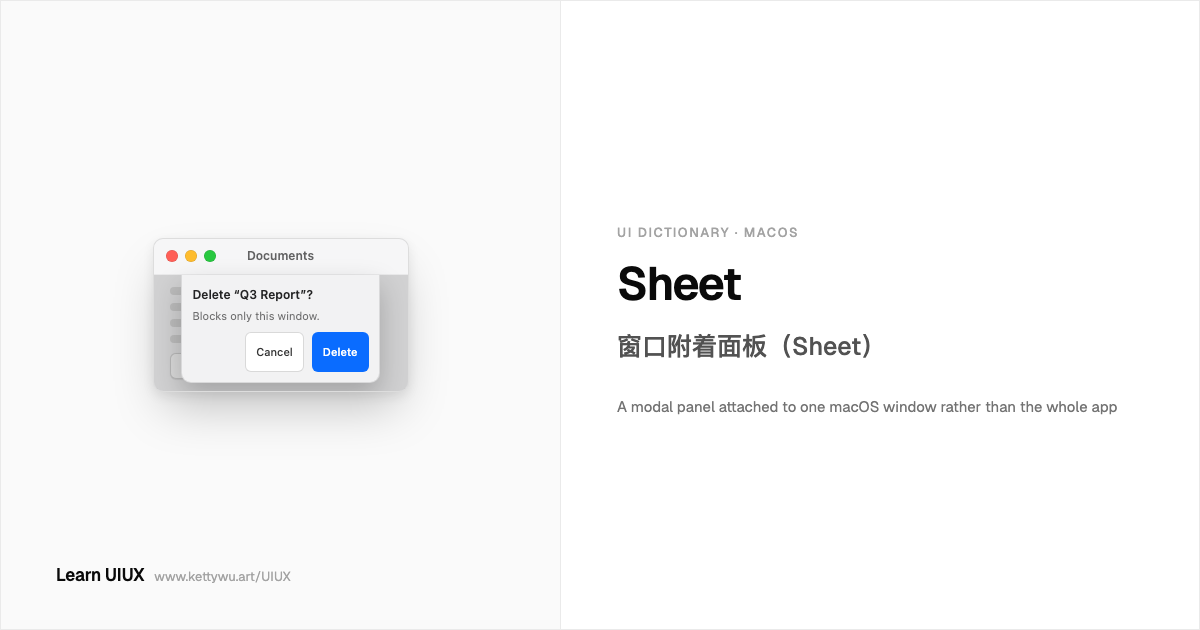 Documents
Delete “Q3 Report”?
Blocks only this window.
Cancel
Delete
UI DICTIONARY · MACOS
Sheet
窗口附着面板（Sheet）
A modal panel attached to one macOS window rather than the whole app
Learn UIUX www.kettywu.art/UIUX